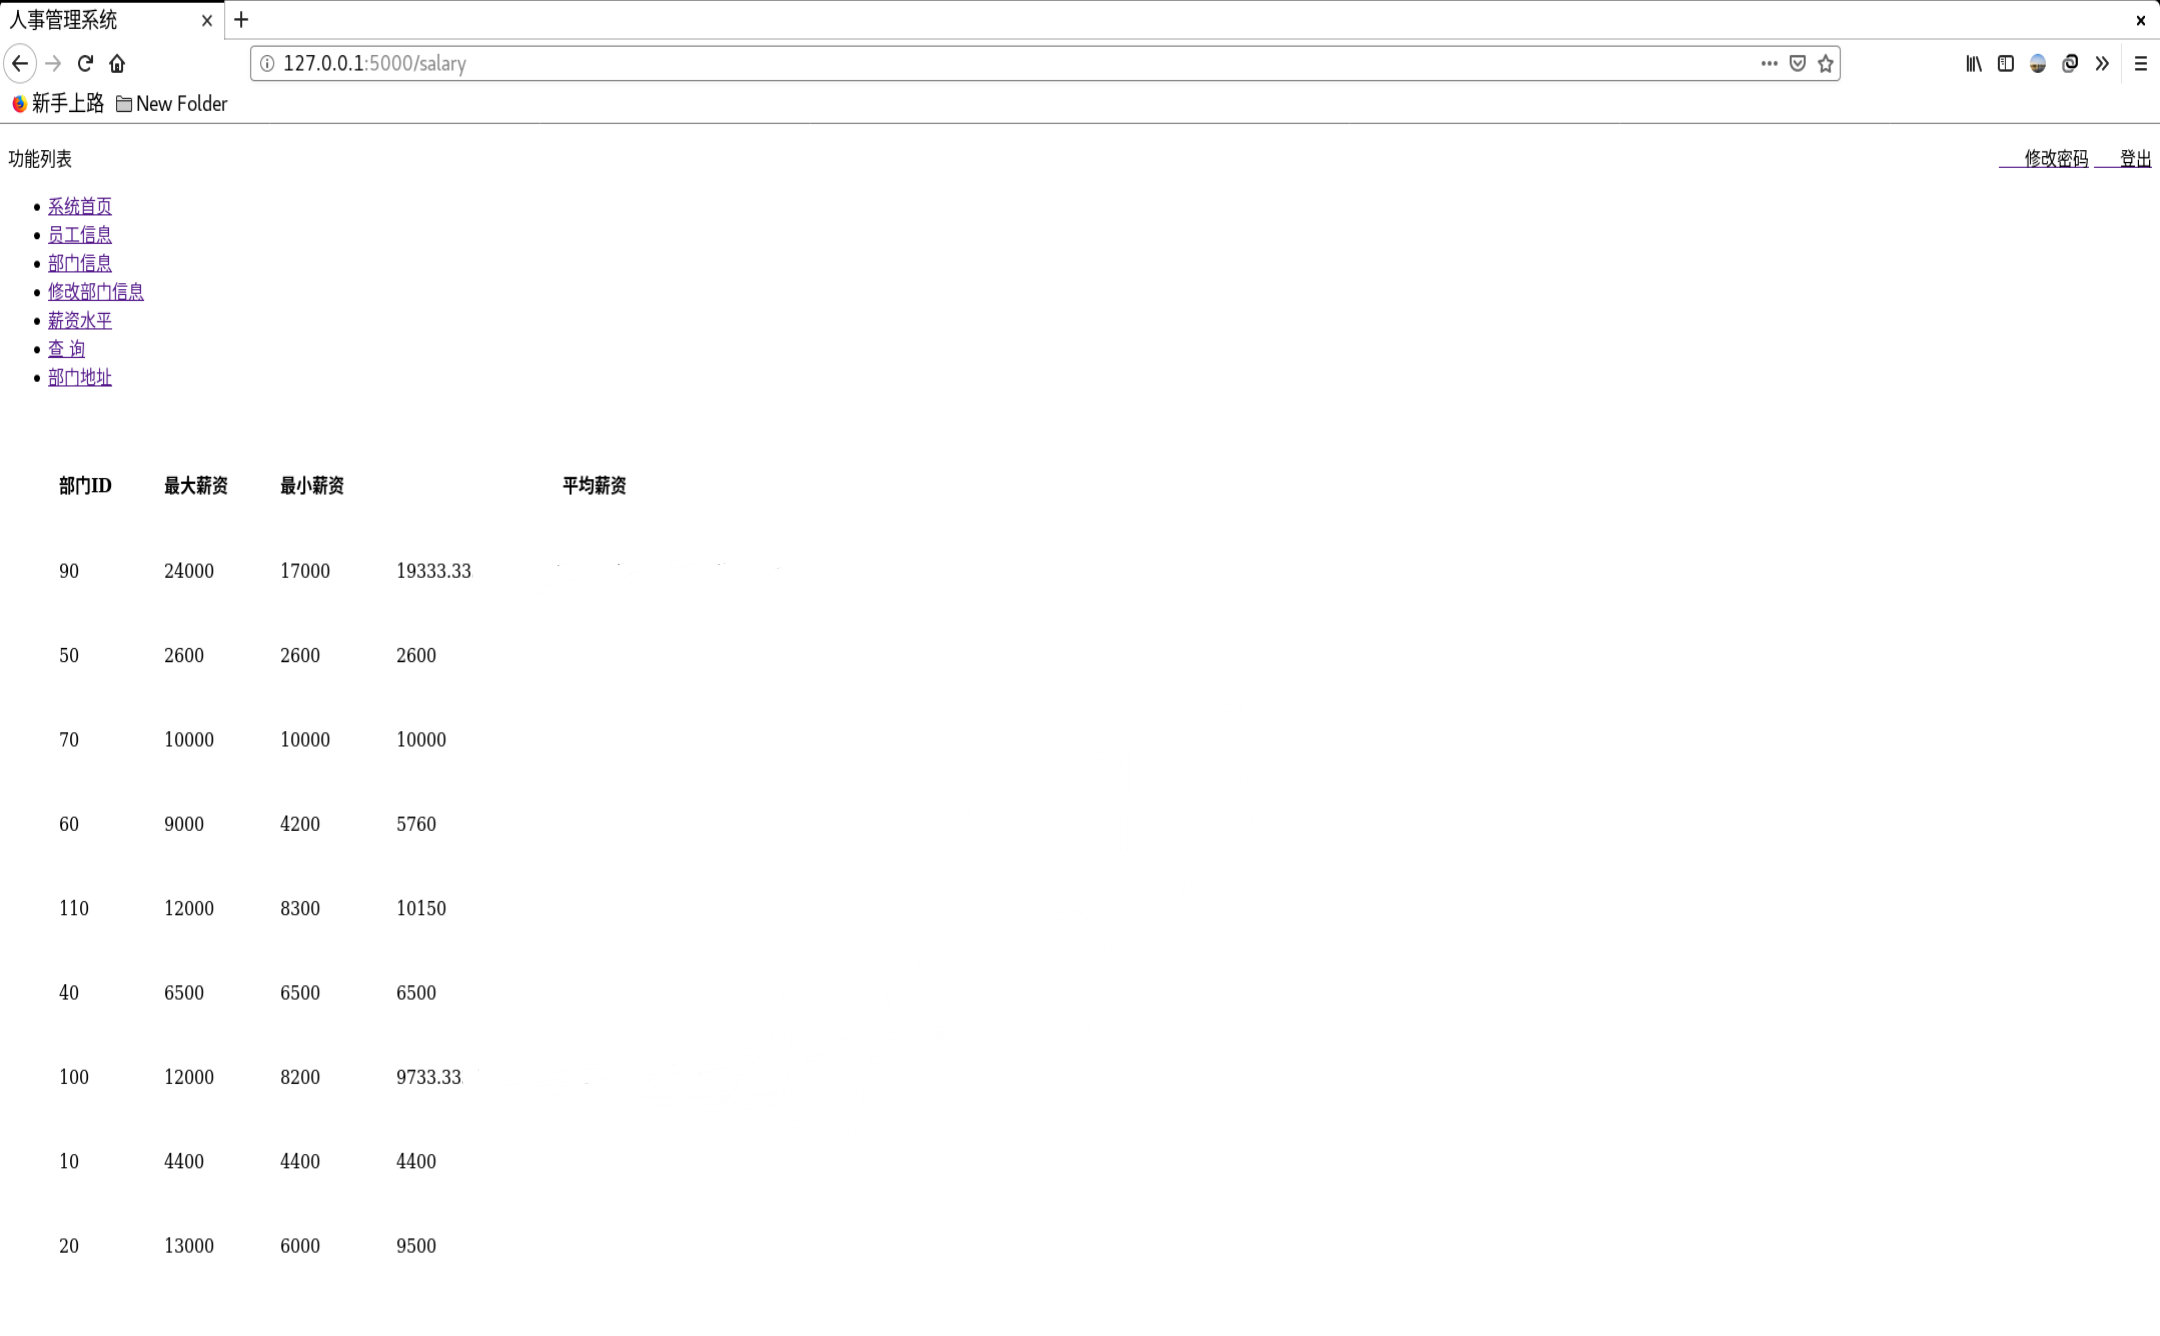 人事管理系统
127.0.0.1:5000/salary
新手上路 New Folder
功能列表 修改密码 登出
系统首页
员工信息
部门信息
修改部门信息
薪资水平
查 询
部门地址
部门ID 最大薪资 最小薪资 平均薪资
90 24000 17000 19333.33
50 2600 2600 2600
70 10000 10000 10000
60 9000 4200 5760
110 12000 8300 10150
40 6500 6500 6500
100 12000 8200 9733.33
10 4400 4400 4400
20 13000 6000 9500